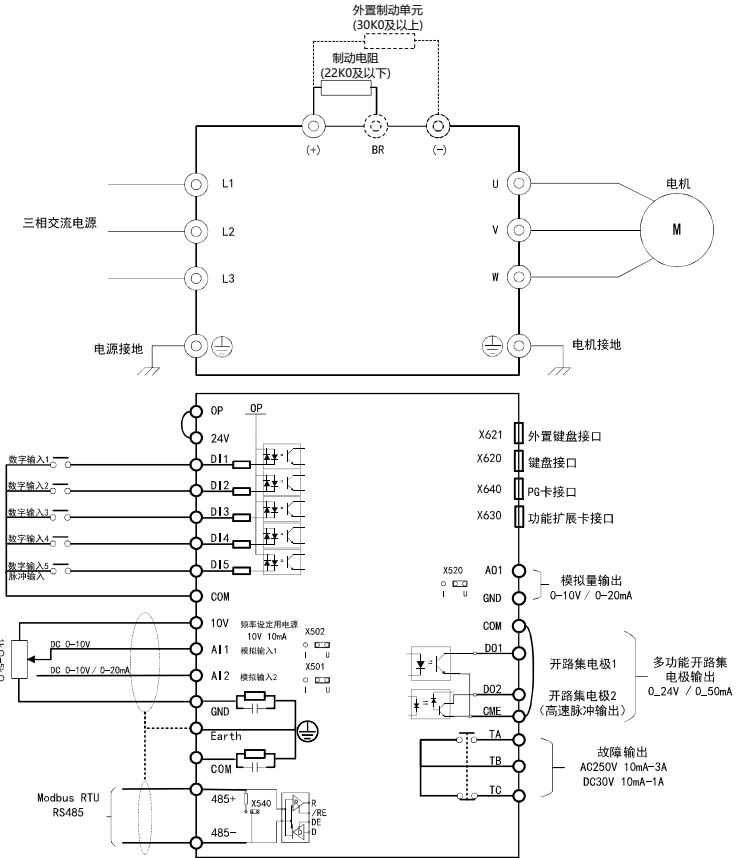 外置制动单元
(30K0及以上)
制动电阻
(22K0及以下)
(+)
BR
(-)
L1
U
电机
三相交流电源
L2
V
M
L3
W
电源接地
电机接地
OP
OP
24V
X621
外置键盘接口
数字输入1
DI1
X620
键盘接口
数字输入2
DI2
X640
PG卡接口
数字输入3
DI3
X630
功能扩展卡接口
数字输入4
DI4
数字输入5
脉冲输入
DI5
X520
I U
AO1
模拟量输出
0-10V / 0-20mA
GND
COM
COM
10V
频率设定用电源
10V 10mA
X502
I U
DC 0-10V
AI1
模拟输入1
DO1
开路集电极1
多功能开路集
电极输出
0_24V / 0_50mA
DC 0-10V / 0-20mA
AI2
模拟输入2
X501
I U
DO2
开路集电极2
(高速脉冲输出)
GND
CME
Earth
TA
故障输出
AC250V 10mA-3A
DC30V 10mA-1A
TB
COM
TC
Modbus RTU
RS485
485+
X540
R
R
/RE
DE
D
D
485-